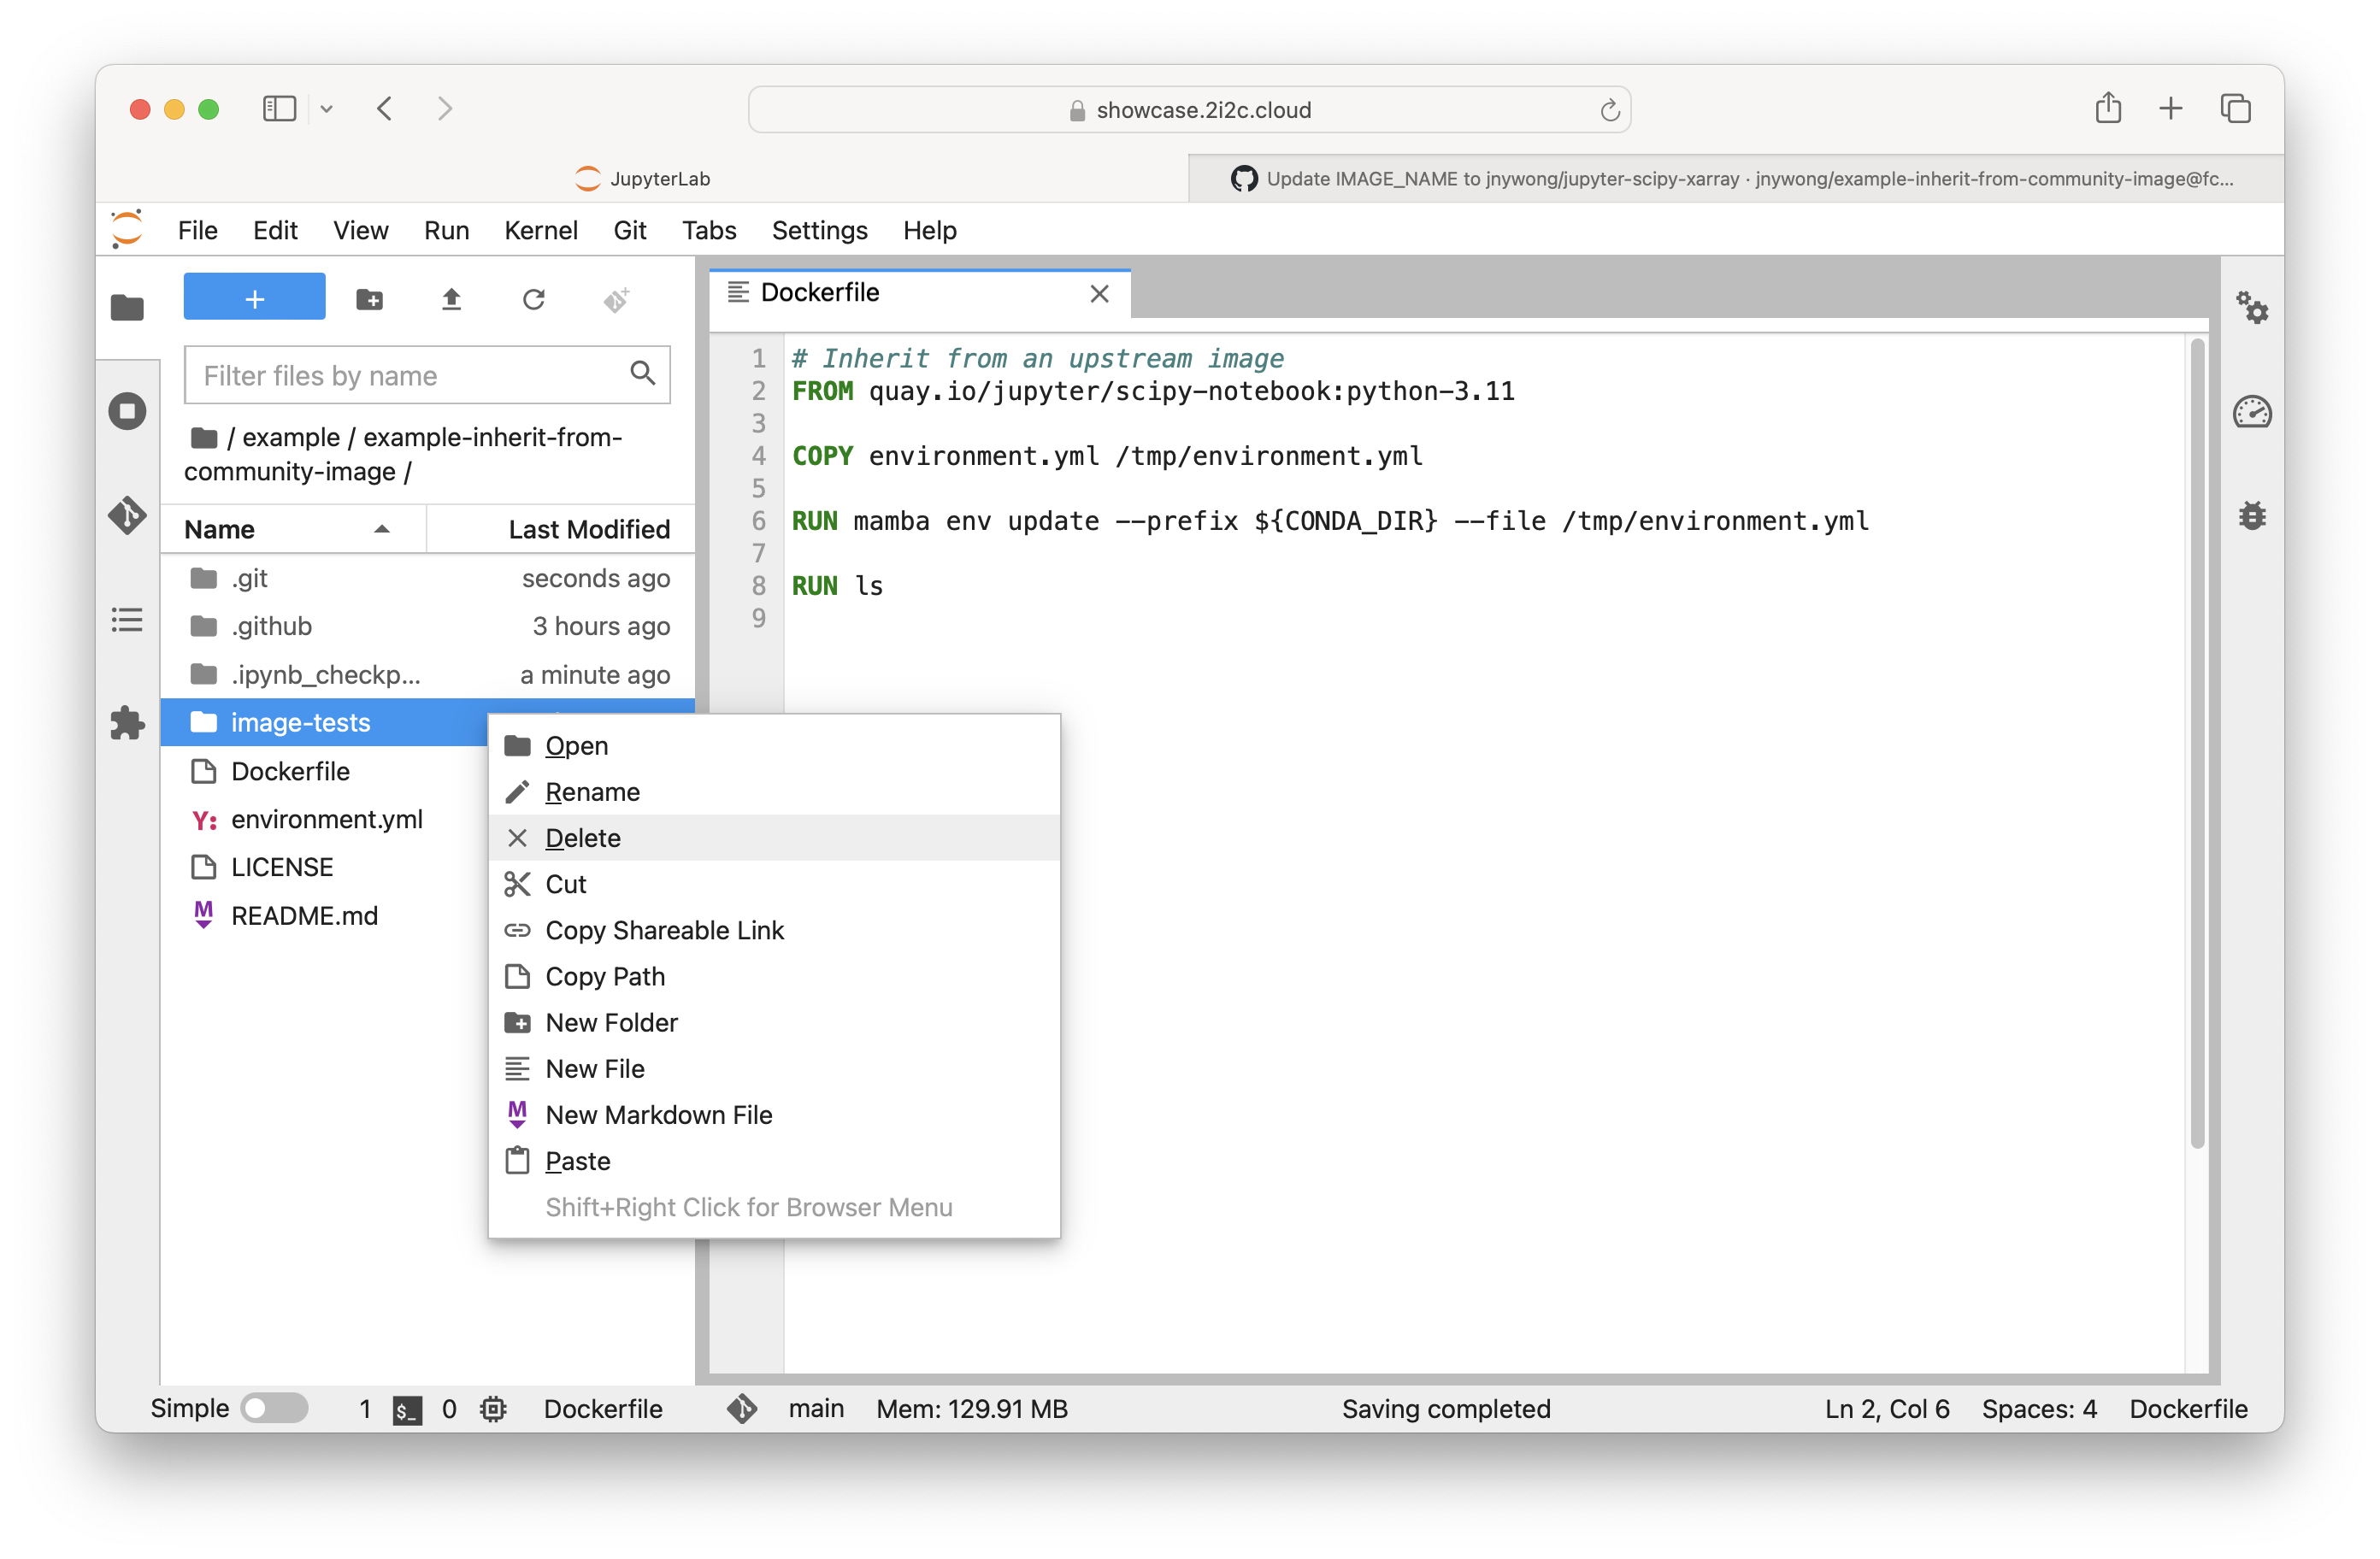 showcase.2i2c.cloud
JupyterLab
Update IMAGE_NAME to jnywong/jupyter-scipy-xarray · jnywong/example-inherit-from-community-image@fc...
File Edit View Run Kernel Git Tabs Settings Help
+
Filter files by name
/ example / example-inherit-from-
community-image /
Name Last Modified
.git seconds ago
.github 3 hours ago
.ipynb_checkp... a minute ago
image-tests
Dockerfile
Y: environment.yml
LICENSE
M README.md
Open
Rename
Delete
Cut
Copy Shareable Link
Copy Path
New Folder
New File
M New Markdown File
Paste
Shift+Right Click for Browser Menu
Dockerfile
1 # Inherit from an upstream image
2 FROM quay.io/jupyter/scipy-notebook:python-3.11
3
4 COPY environment.yml /tmp/environment.yml
5
6 RUN mamba env update --prefix ${CONDA_DIR} --file /tmp/environment.yml
7
8 RUN ls
9
Simple 1 $_ 0 Dockerfile main Mem: 129.91 MB Saving completed Ln 2, Col 6 Spaces: 4 Dockerfile